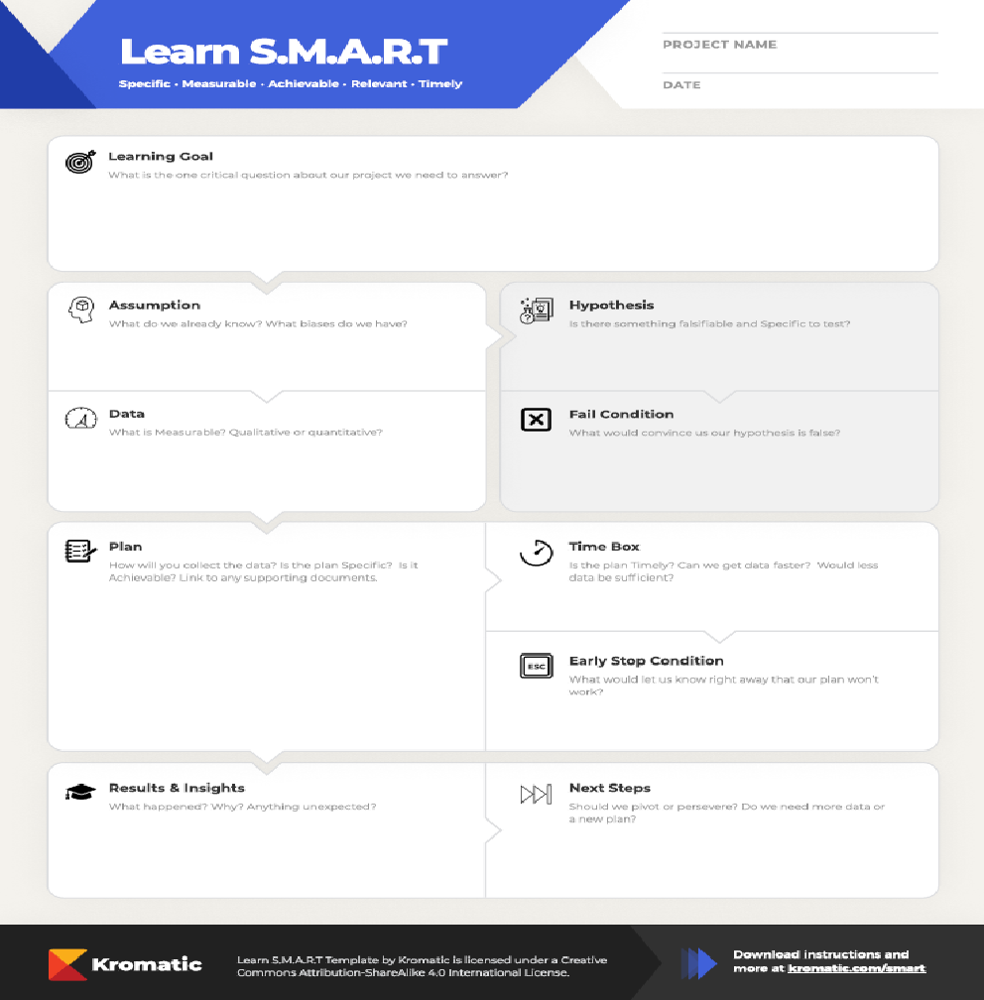 Learn S.M.A.R.T
Specific • Measurable • Achievable • Relevant • Timely
PROJECT NAME
DATE
Learning Goal
What is the one critical question about our project we need to answer?
Assumption
What do we already know? What biases do we have?
Hypothesis
Is there something falsifiable and Specific to test?
Data
What is Measurable? Qualitative or quantitative?
Fail Condition
What would convince us our hypothesis is false?
Plan
How will you collect the data? Is the plan Specific? Is it
Achievable? Link to any supporting documents.
Time Box
Is the plan Timely? Can we get data faster? Would less
data be sufficient?
ESC
Early Stop Condition
What would let us know right away that our plan won't
work?
Results & Insights
What happened? Why? Anything unexpected?
Next Steps
Should we pivot or persevere? Do we need more data or
a new plan?
Kromatic
Learn S.M.A.R.T Template by Kromatic is licensed under a Creative
Commons Attribution-ShareAlike 4.0 International License.
Download instructions and
more at kromatic.com/smart